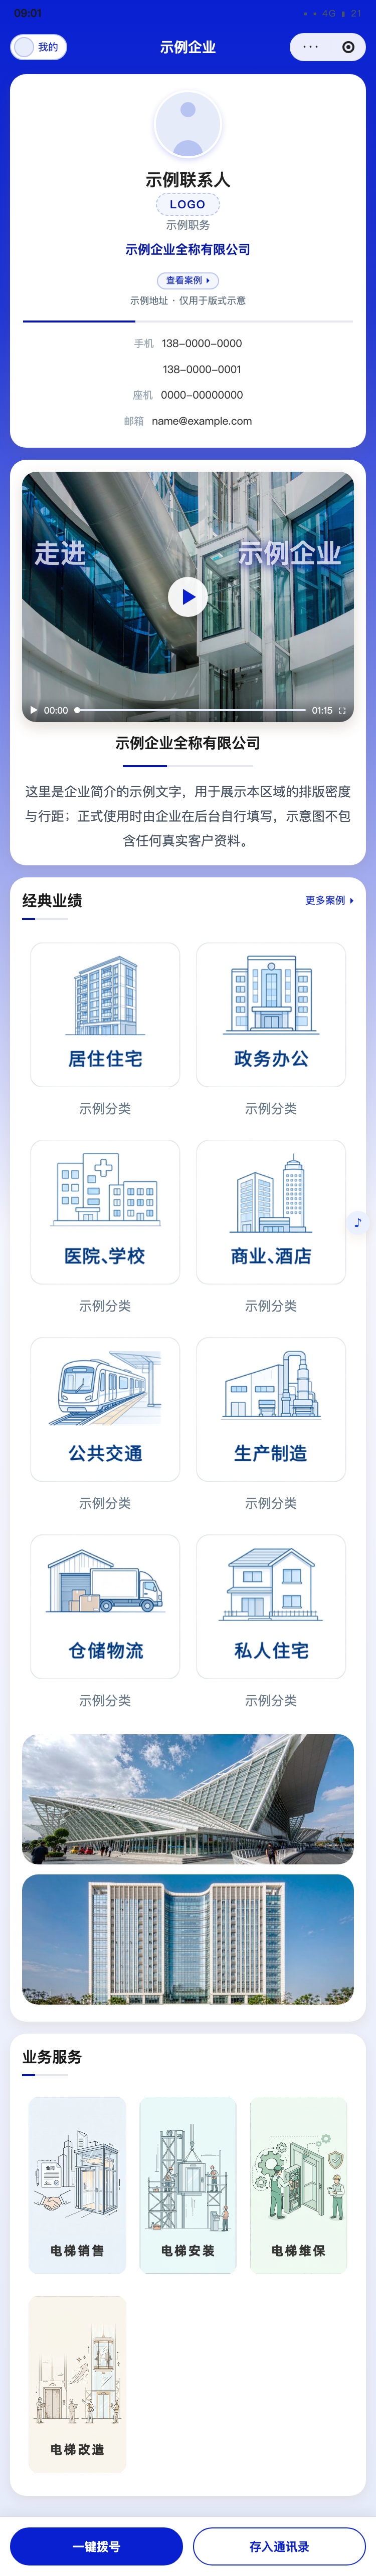 09:01
4G 21
我的
示例企业
示例联系人
LOGO
示例职务
示例企业全称有限公司
查看案例
示例地址 · 仅用于版式示意
手机 138-0000-0000
138-0000-0001
座机 0000-00000000
邮箱 name@example.com
走进 示例企业
00:00 01:15
示例企业全称有限公司
这里是企业简介的示例文字，用于展示本区域的排版密度
与行距；正式使用时由企业在后台自行填写，示意图不包
含任何真实客户资料。
经典业绩 更多案例
居住住宅 政务办公
示例分类 示例分类
医院、学校 商业、酒店
示例分类 示例分类
公共交通 生产制造
示例分类 示例分类
仓储物流 私人住宅
示例分类 示例分类
业务服务
合同
电梯销售 电梯安装 电梯维保
电梯改造
一键拨号 存入通讯录